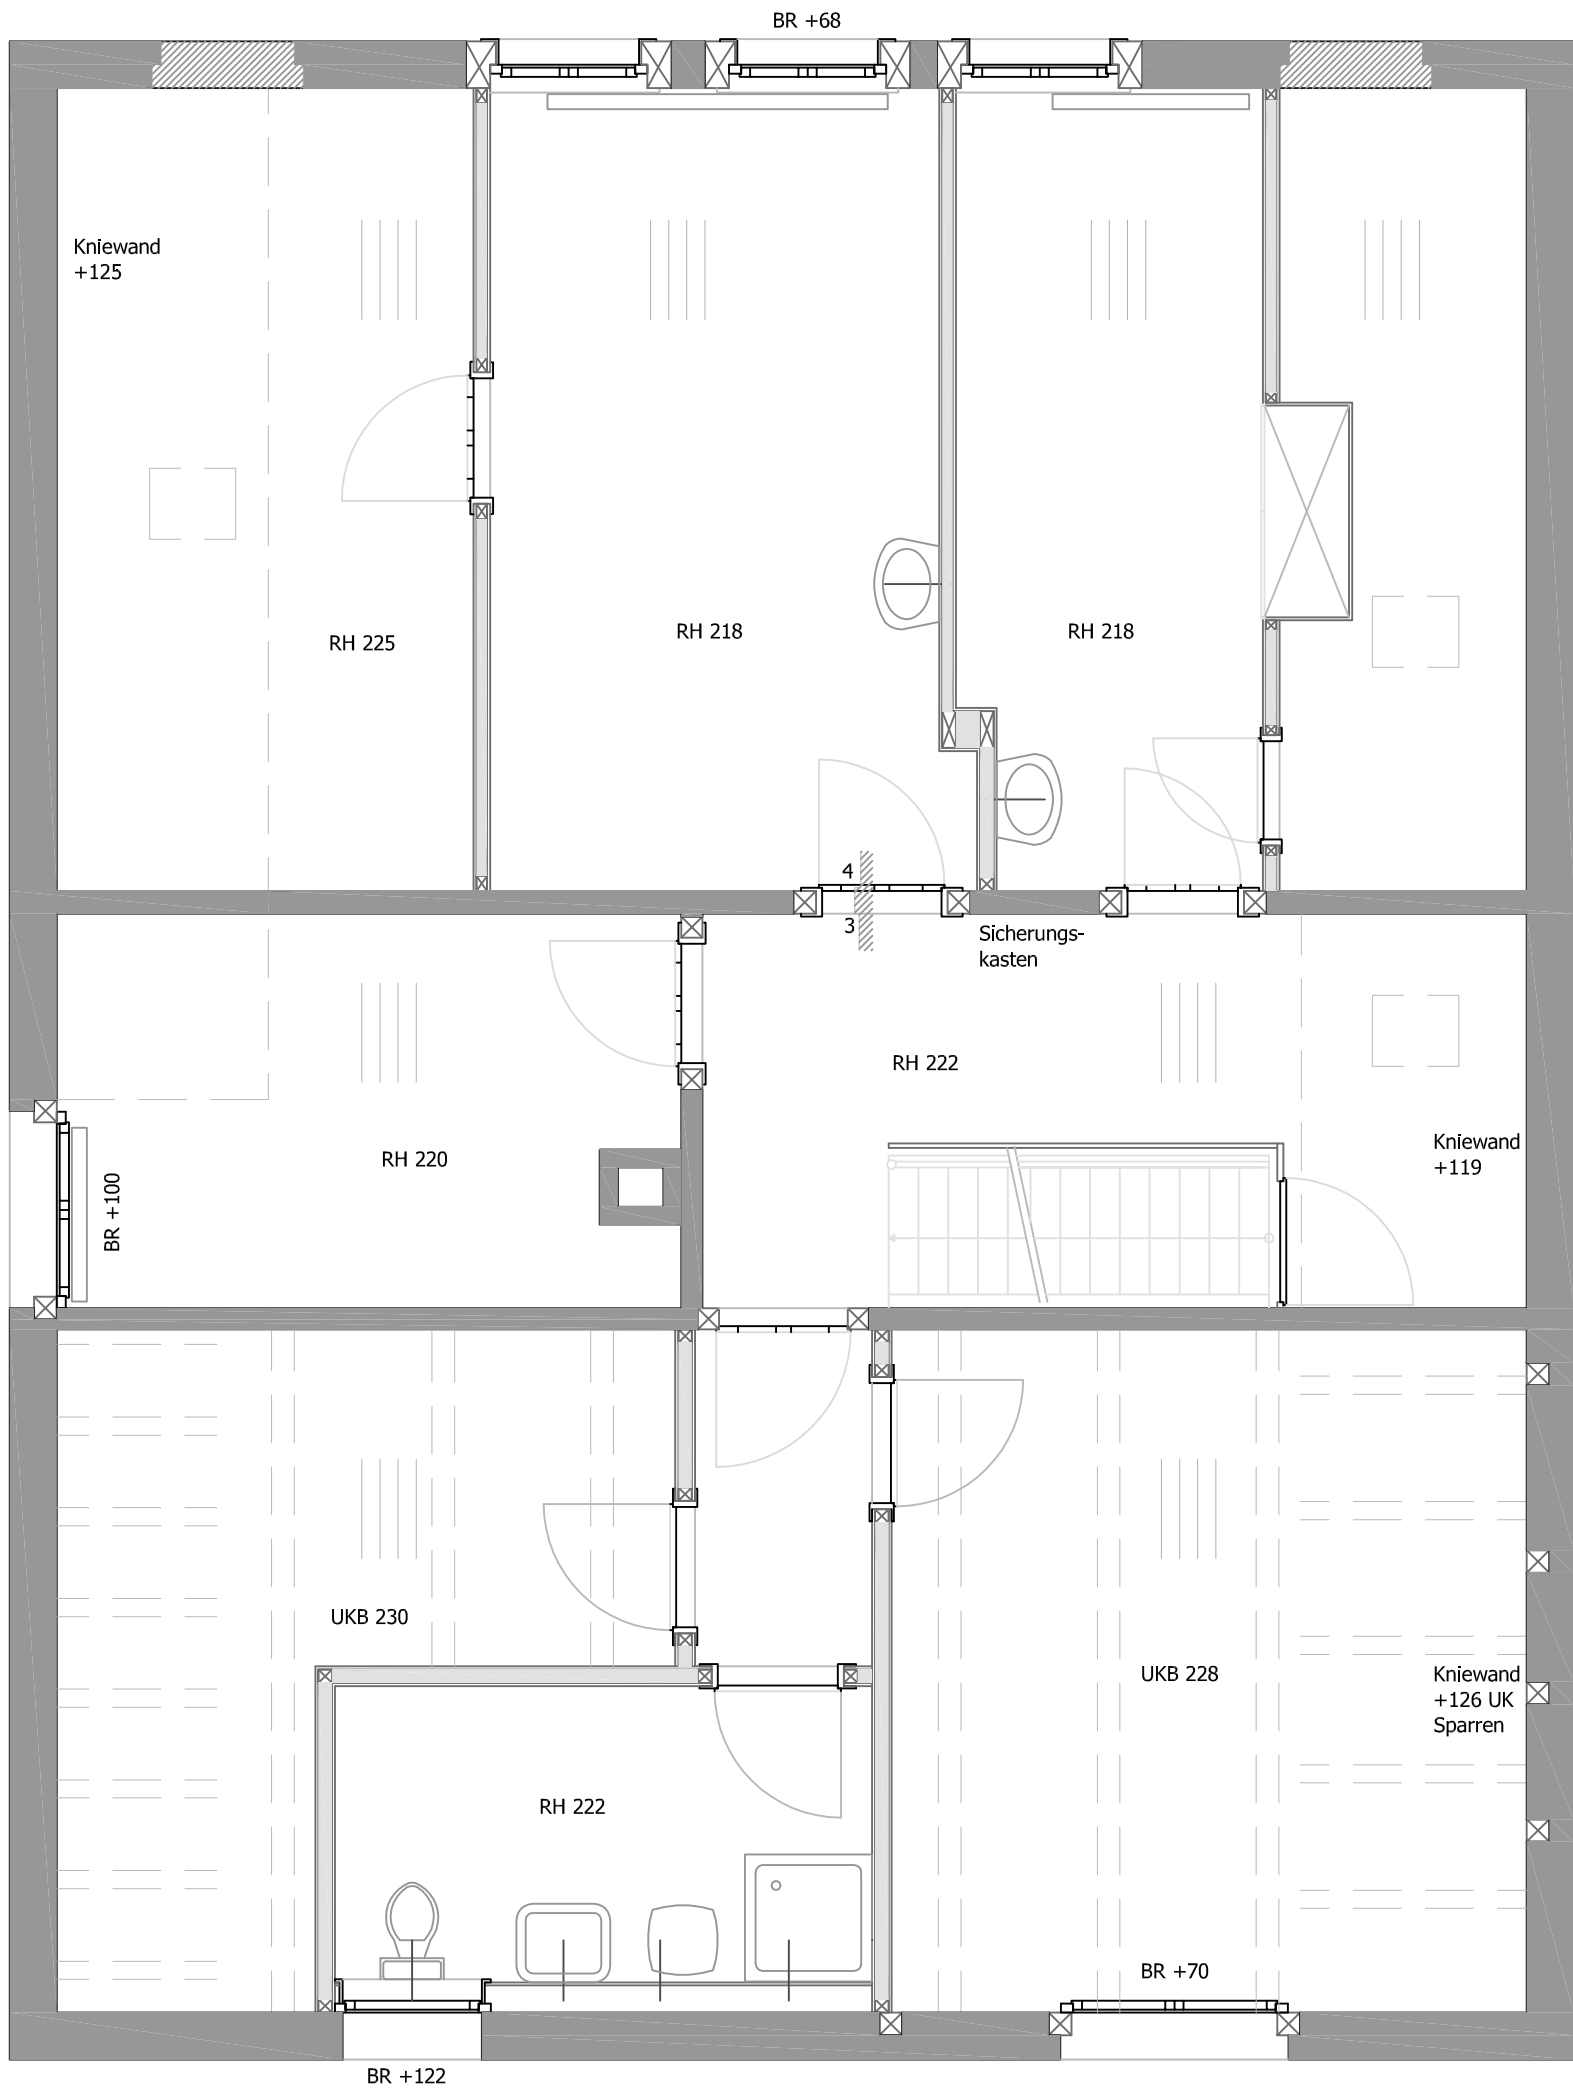 BR +68
Kniewand
+125
RH 225
RH 218
RH 218
4
3
Sicherungs-
kasten
RH 222
RH 220
BR +100
Kniewand
+119
UKB 230
UKB 228
Kniewand
+126 UK
Sparren
RH 222
BR +70
BR +122